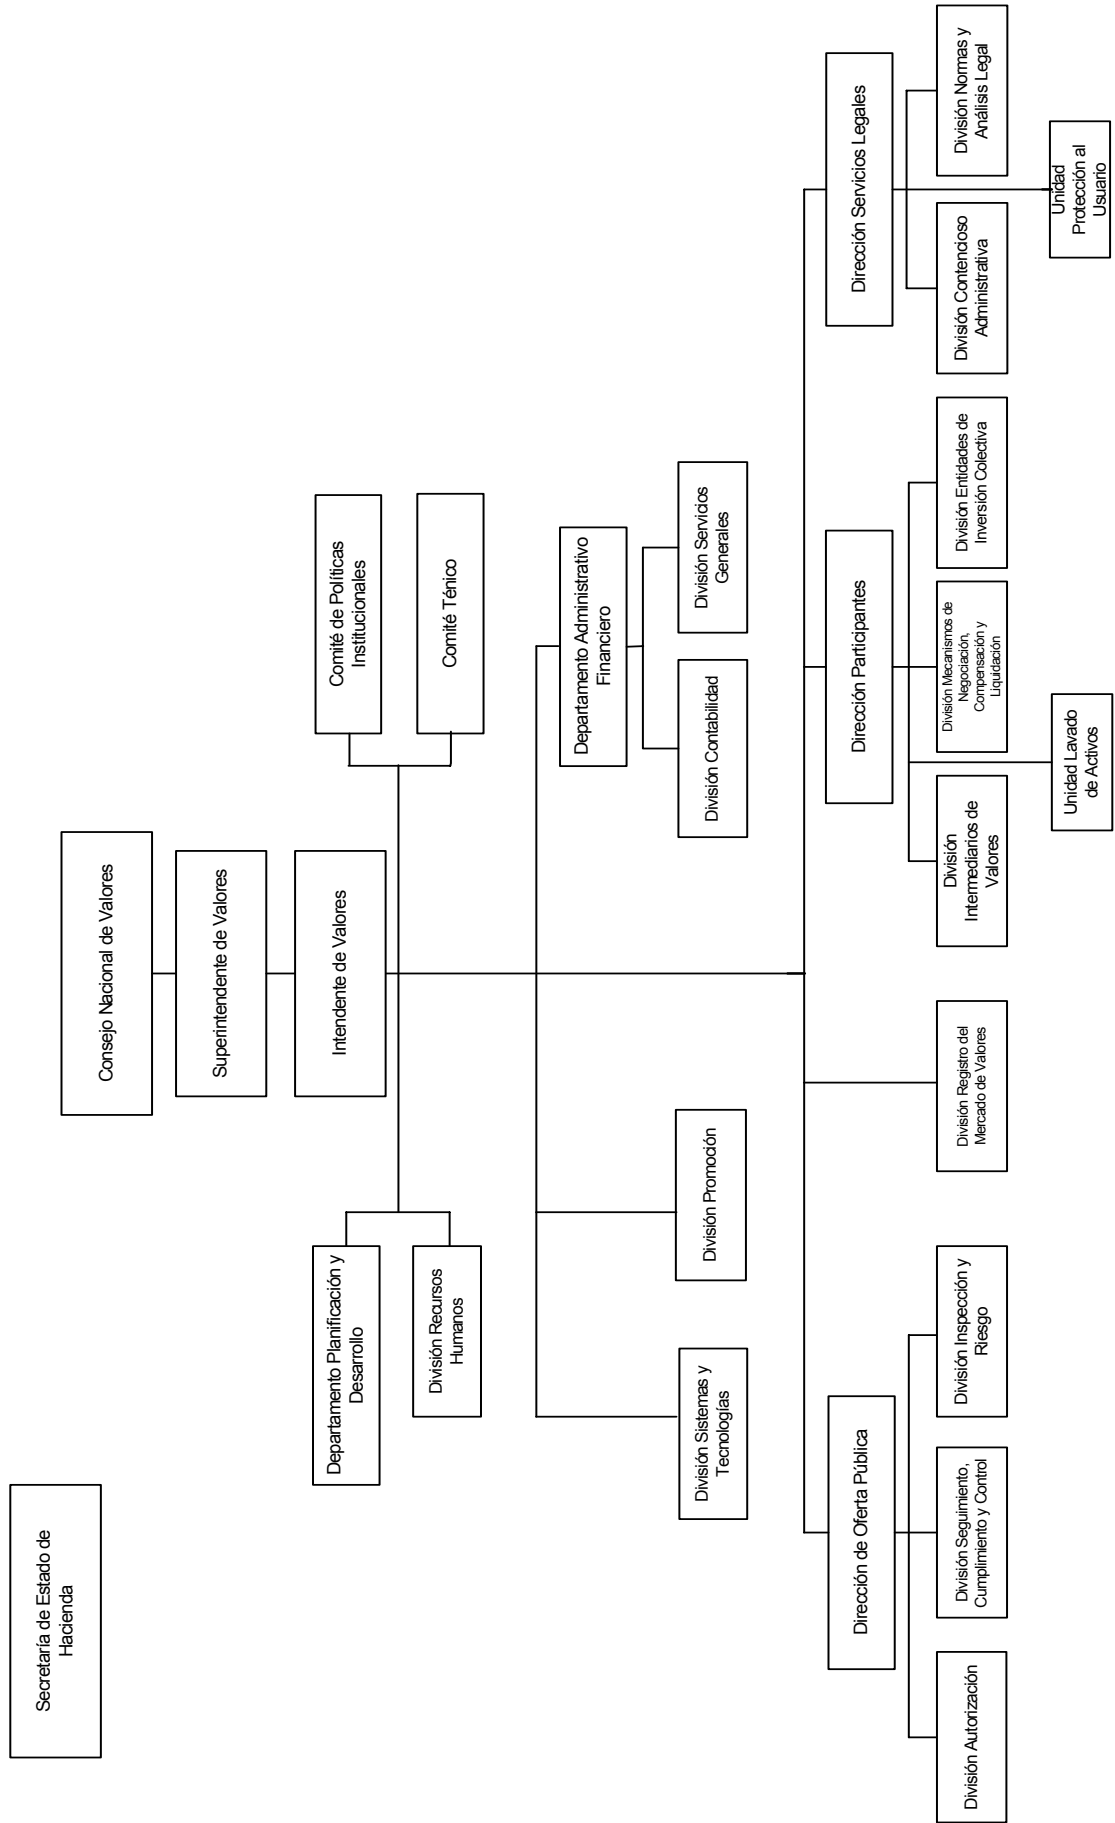 Secretaría de Estado de
Hacienda
Consejo Nacional de Valores
Superintendente de Valores
Intendente de Valores
Departamento Planificación y
Desarrollo
Comité de Políticas
Institucionales
División Recursos
Humanos
Comité Ténico
Departamento Administrativo
Financiero
División Sistemas y
Tecnologías
División Promoción
División Contabilidad
División Servicios
Generales
Dirección de Oferta Pública
Dirección Participantes
Dirección Servicios Legales
División Autorización
División Seguimiento,
Cumplimiento y Control
División Inspección y
Riesgo
División Registro del
Mercado de Valores
División
Intermediarios de
Valores
División Mecanismos de
Negociación,
Compensación y
Liquidación
División Entidades de
Inversión Colectiva
División Contencioso
Administrativa
División Normas y
Análisis Legal
Unidad Lavado
de Activos
Unidad
Protección al
Usuario